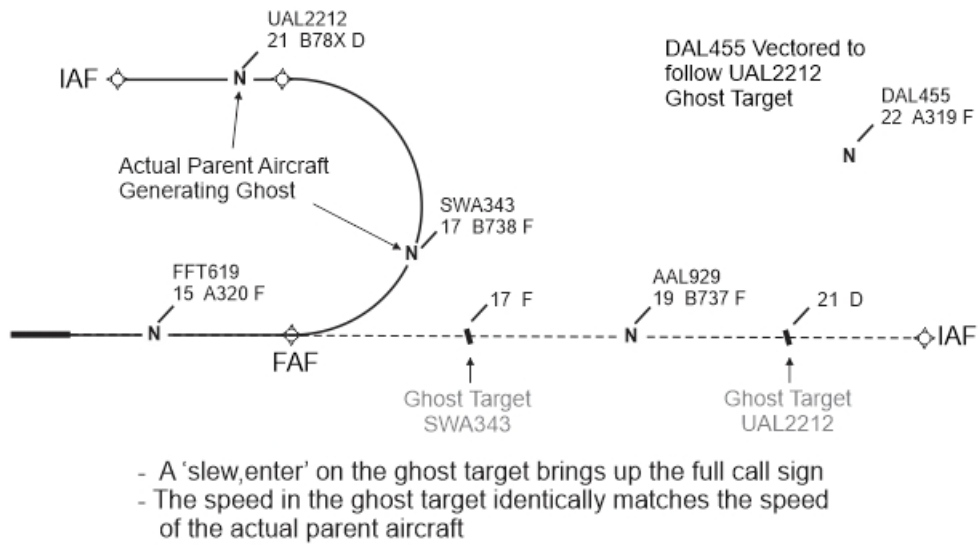 UAL2212
21 B78X D
IAF
N
DAL455 Vectored to
follow UAL2212
Ghost Target
DAL455
22 A319 F
N
Actual Parent Aircraft
Generating Ghost
SWA343
17 B738 F
N
FFT619
15 A320 F
N
FAF
17 F
AAL929
19 B737 F
N
21 D
IAF
Ghost Target
SWA343
Ghost Target
UAL2212
- A 'slew,enter' on the ghost target brings up the full call sign
- The speed in the ghost target identically matches the speed
of the actual parent aircraft